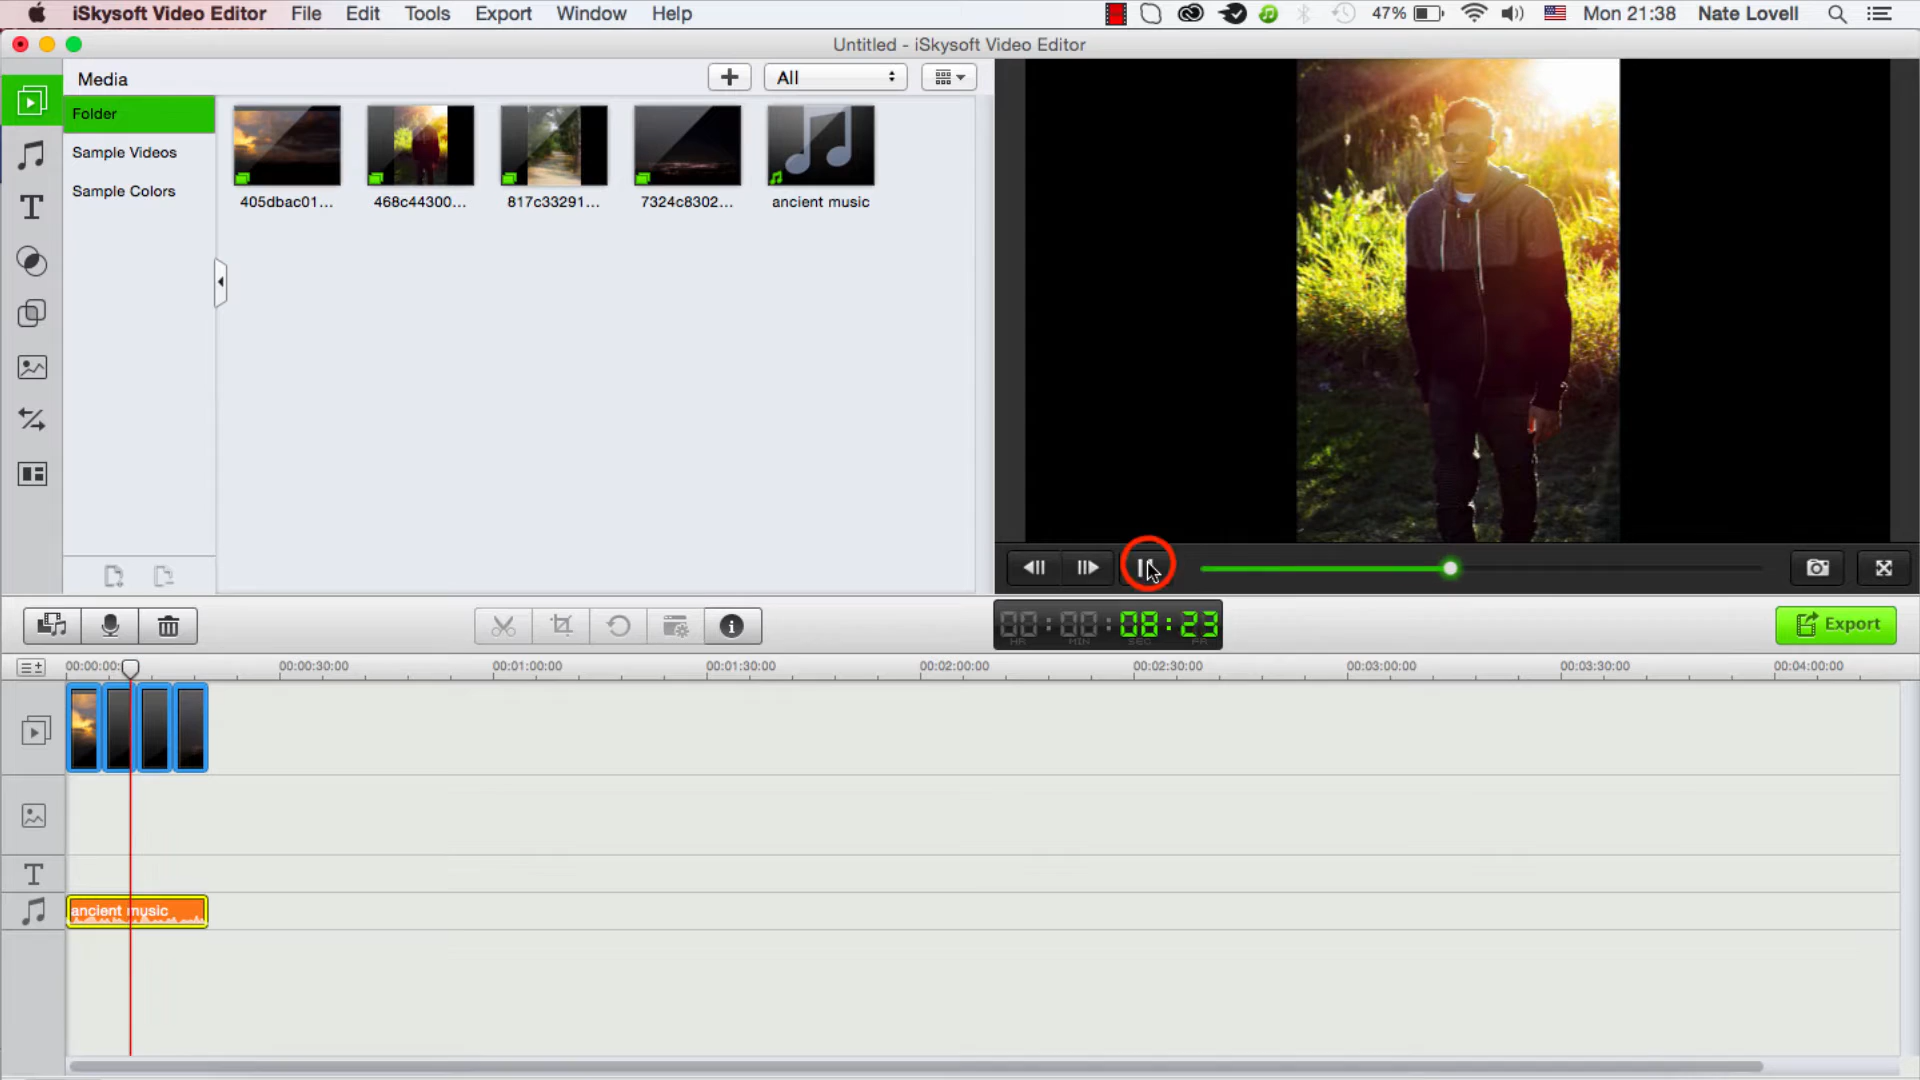 iSkysoft Video Editor File Edit Tools Export Window Help 47% Mon 21:38 Nate Lovell
Untitled - iSkysoft Video Editor
Media All
Folder
Sample Videos
Sample Colors
405dbac01... 468c44300... 817c33291... 7324c8302... ancient music
00:00:08:23
HR MIN SEC FR
Export
00:00:00: 00:00:30:00 00:01:00:00 00:01:30:00 00:02:00:00 00:02:30:00 00:03:00:00 00:03:30:00 00:04:00:00
T
ancient music